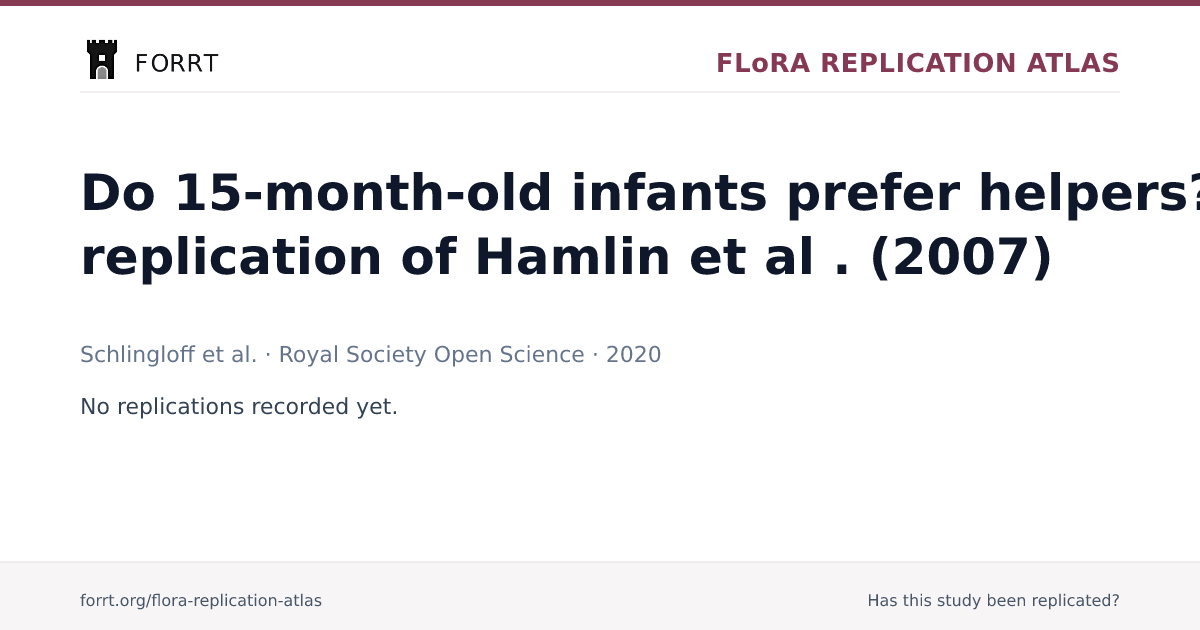 FORRT
FLoRA REPLICATION ATLAS
Do 15-month-old infants prefer helpers?
replication of Hamlin et al . (2007)
Schlingloff et al. · Royal Society Open Science · 2020
No replications recorded yet.
forrt.org/flora-replication-atlas
Has this study been replicated?